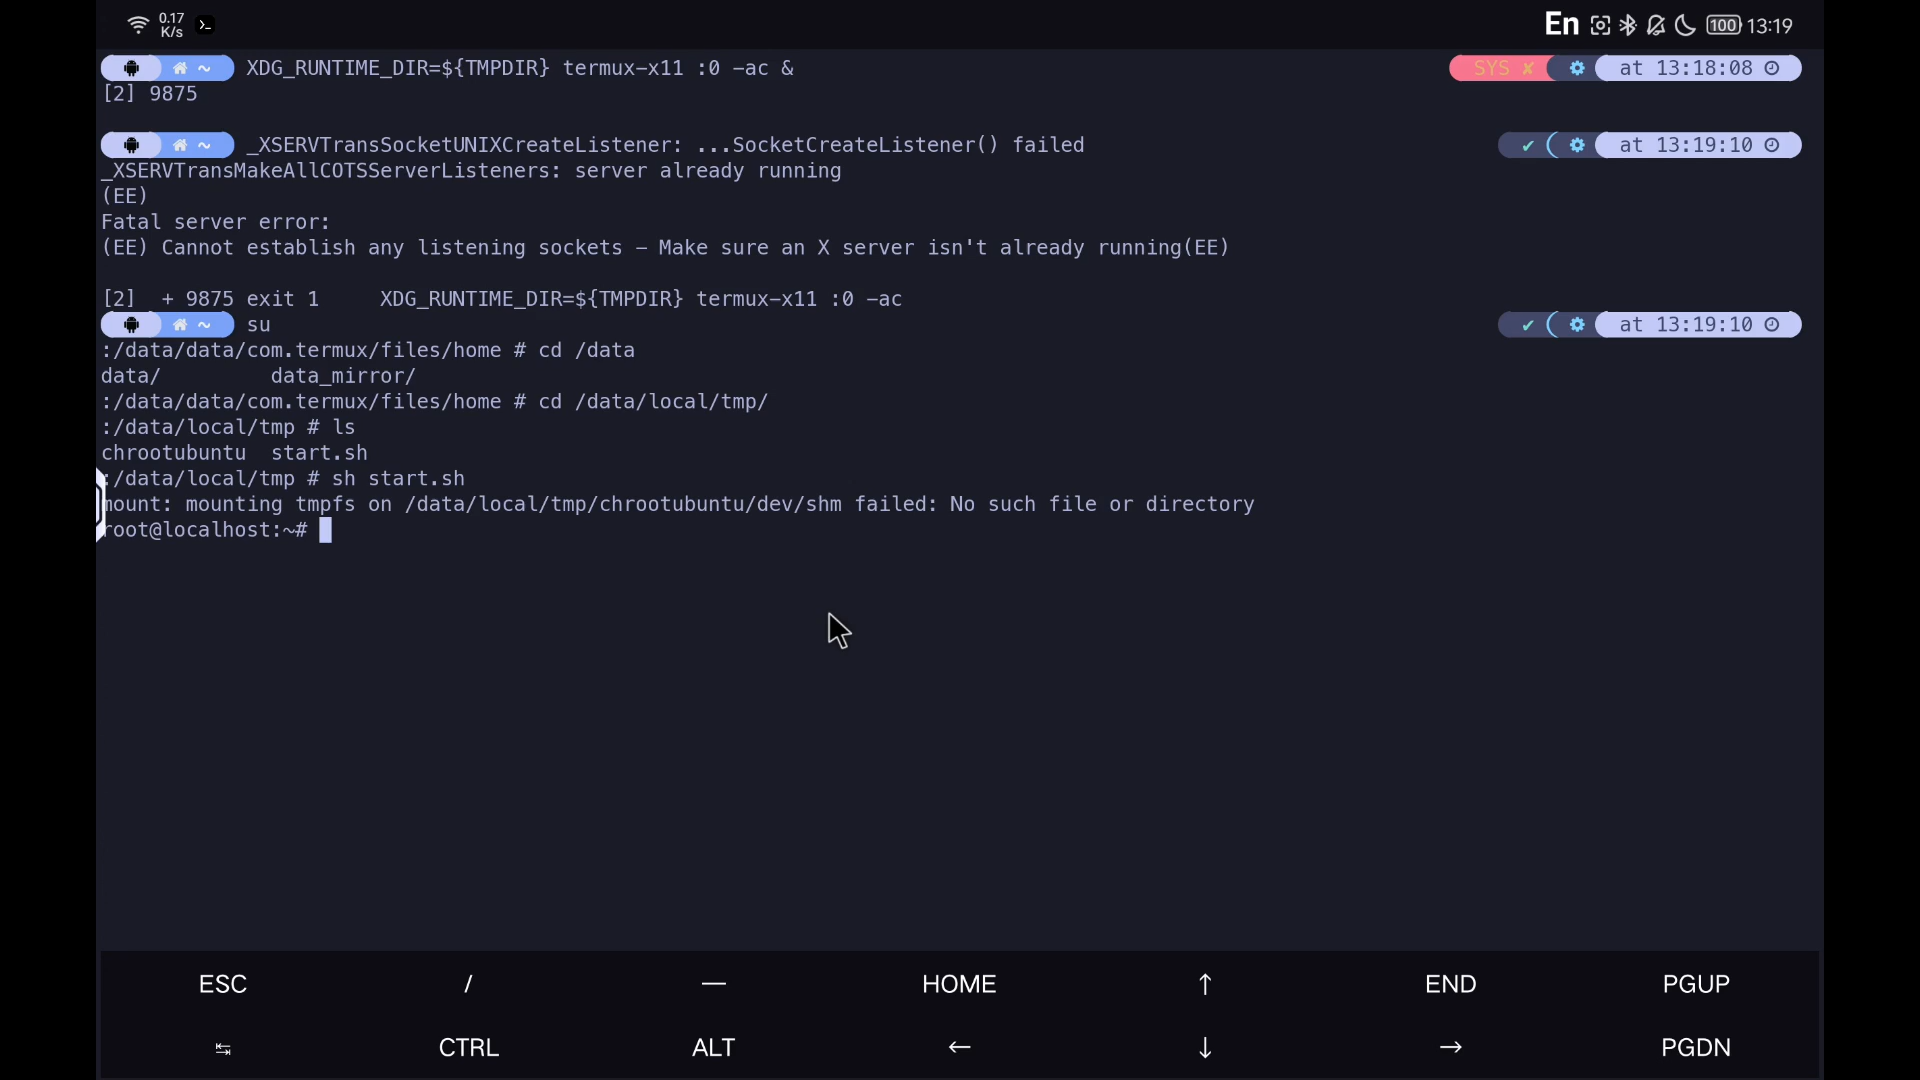 0.17
K/s
En 100 13:19
~ XDG_RUNTIME_DIR=${TMPDIR} termux-x11 :0 -ac & SYS ✘ at 13:18:08
[2] 9875
~ _XSERVTransSocketUNIXCreateListener: ...SocketCreateListener() failed ✔ at 13:19:10
_XSERVTransMakeAllCOTSServerListeners: server already running
(EE)
Fatal server error:
(EE) Cannot establish any listening sockets - Make sure an X server isn't already running(EE)
[2]  + 9875 exit 1     XDG_RUNTIME_DIR=${TMPDIR} termux-x11 :0 -ac
~ su ✔ at 13:19:10
:/data/data/com.termux/files/home # cd /data
data/         data_mirror/
:/data/data/com.termux/files/home # cd /data/local/tmp/
:/data/local/tmp # ls
chrootubuntu  start.sh
:/data/local/tmp # sh start.sh
mount: mounting tmpfs on /data/local/tmp/chrootubuntu/dev/shm failed: No such file or directory
root@localhost:~#
ESC / — HOME ↑ END PGUP
↹ CTRL ALT ← ↓ → PGDN